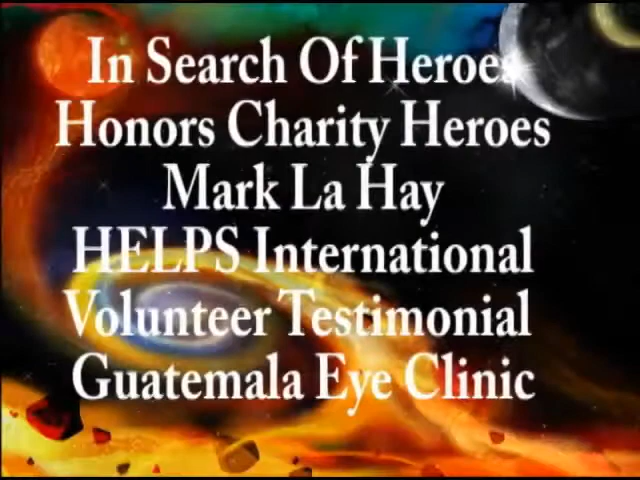 In Search Of Heroes
Honors Charity Heroes
Mark La Hay
HELPS International
Volunteer Testimonial
Guatemala Eye Clinic